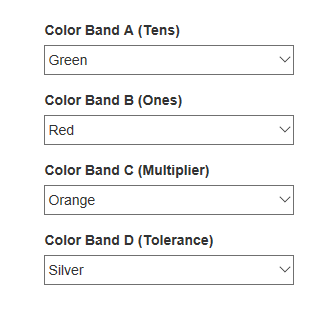 Color Band A (Tens)
Green
Color Band B (Ones)
Red
Color Band C (Multiplier)
Orange
Color Band D (Tolerance)
Silver